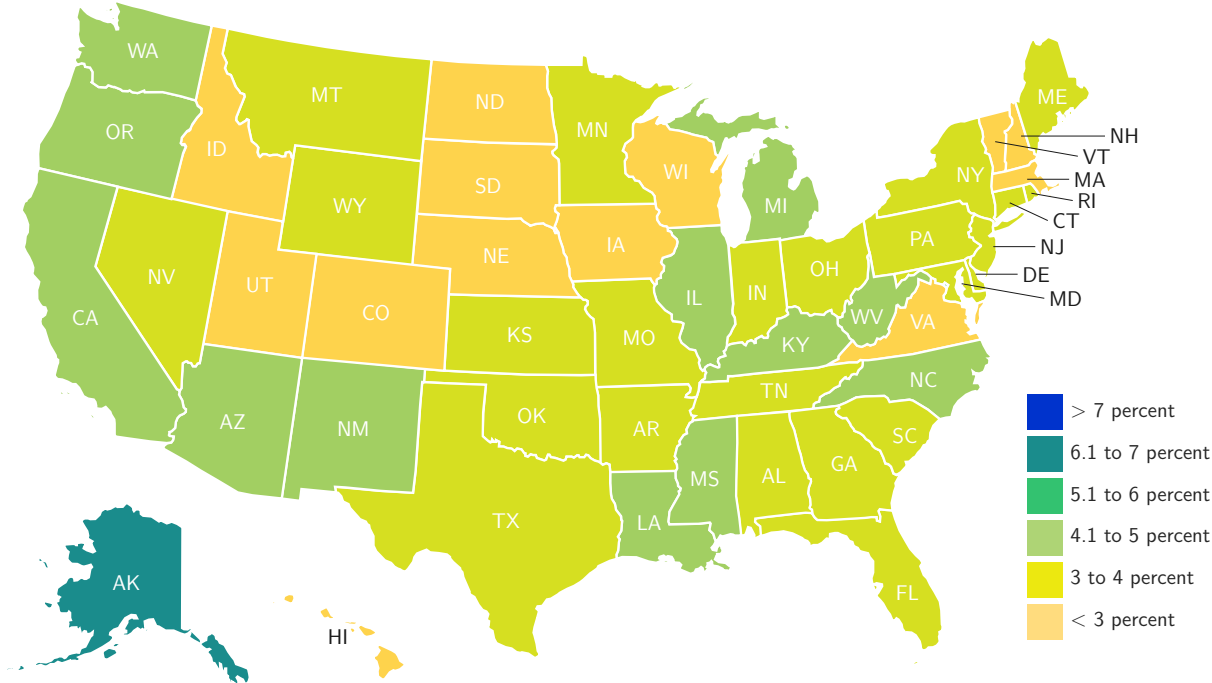 WA
MT
ND
ME
OR
MN
NH
ID
VT
WI
NY
MA
SD
RI
WY
MI
CT
PA
IA
NJ
NE
OH
NV
DE
UT
IN
IL
MD
CO
CA
WV
VA
KS
MO
KY
NC
TN
OK
AZ
NM
AR
SC
GA
AL
MS
TX
LA
AK
FL
HI
> 7 percent
6.1 to 7 percent
5.1 to 6 percent
4.1 to 5 percent
3 to 4 percent
< 3 percent